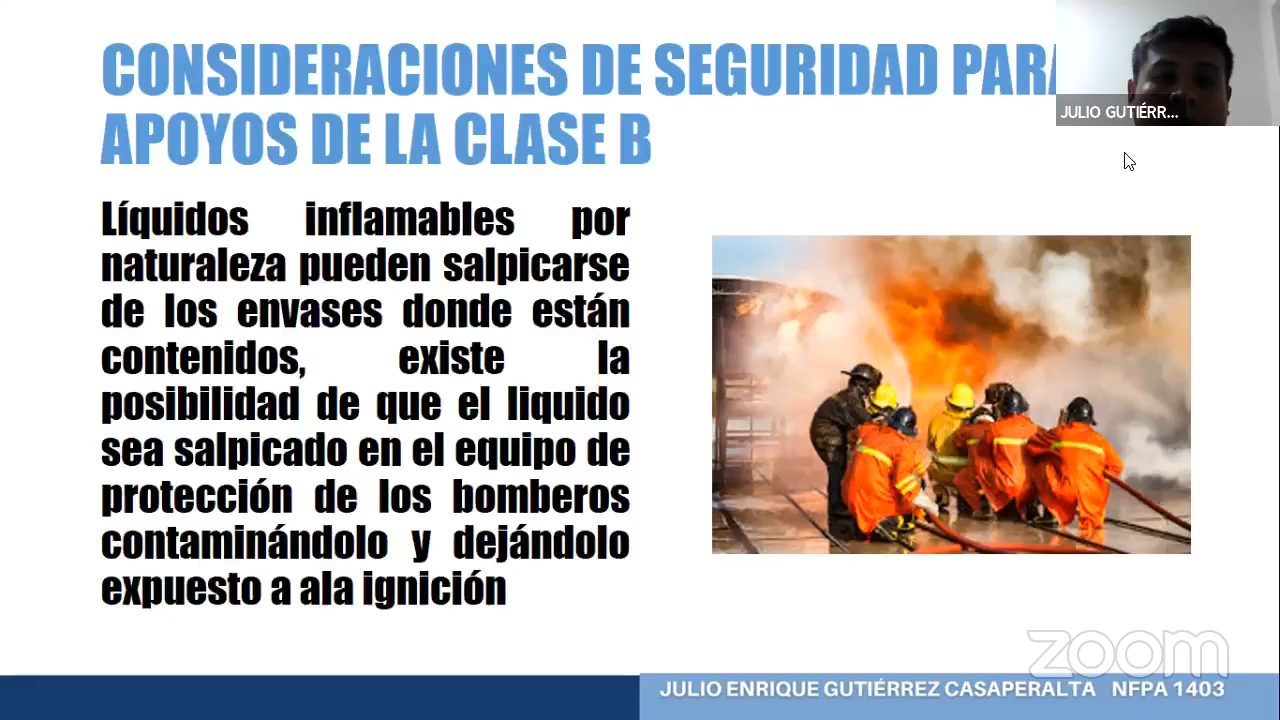 CONSIDERACIONES DE SEGURIDAD PARA
APOYOS DE LA CLASE B
JULIO GUTIÉRR...
Líquidos inflamables por
naturaleza pueden salpicarse
de los envases donde están
contenidos, existe la
posibilidad de que el liquido
sea salpicado en el equipo de
protección de los bomberos
contaminándolo y dejándolo
expuesto a ala ignición
zoom
JULIO ENRIQUE GUTIÉRREZ CASAPERALTA NFPA 1403